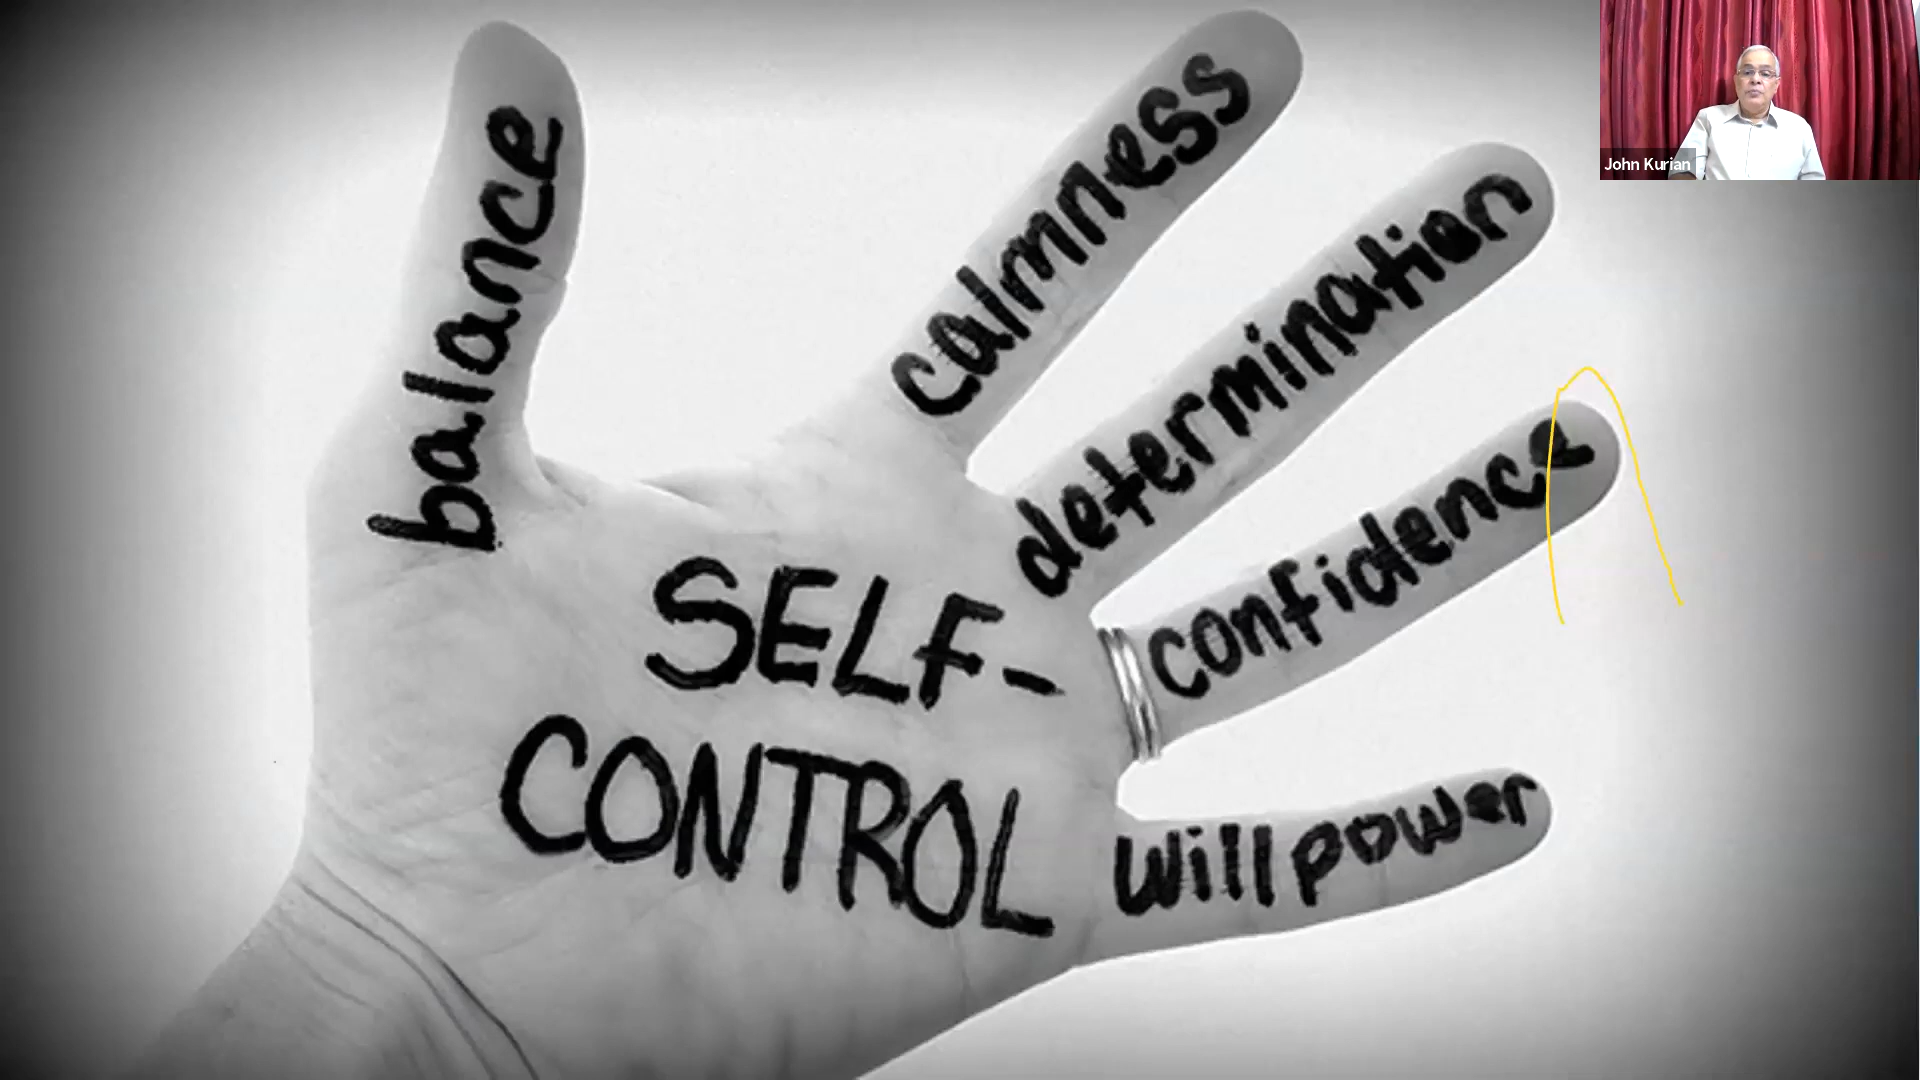 balance
calmness
determination
confidence
willpower
SELF-
CONTROL
John Kurian